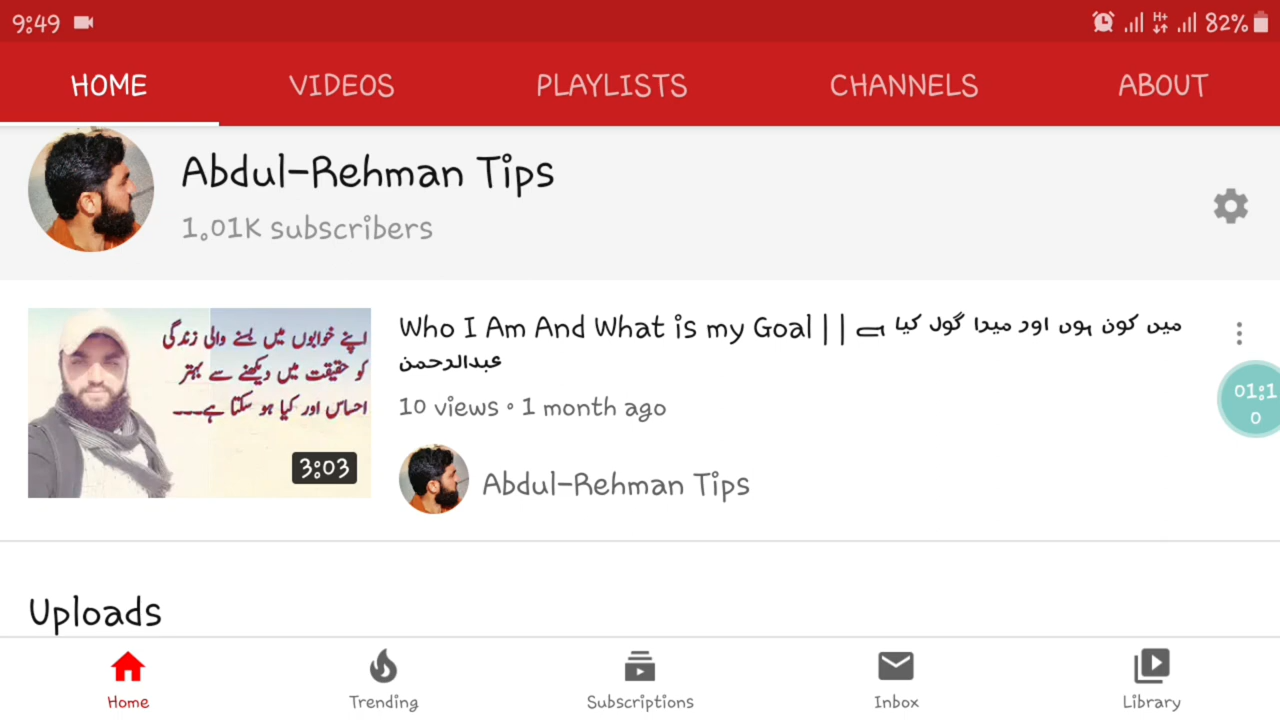 9:49
82%
HOME
VIDEOS
PLAYLISTS
CHANNELS
ABOUT
Abdul-Rehman Tips
1.01K subscribers
اپنے خوابوں میں بسنے والی زندگی
کو حقیقت میں دیکھنے سے بہتر
احساس اور کیا ہو سکتا ہے---
3:03
Who I Am And What is my Goal || میں کون ہوں اور میرا گول کیا ہے
عبدالرحمن
10 views • 1 month ago
Abdul-Rehman Tips
01:1
0
Uploads
Home
Trending
Subscriptions
Inbox
Library